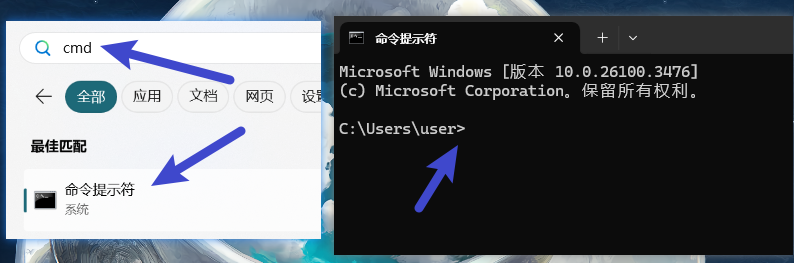 cmd
全部 应用 文档 网页
最佳匹配
命令提示符
系统
命令提示符
Microsoft Windows [版本 10.0.26100.3476]
(c) Microsoft Corporation。保留所有权利。
C:\Users\user>